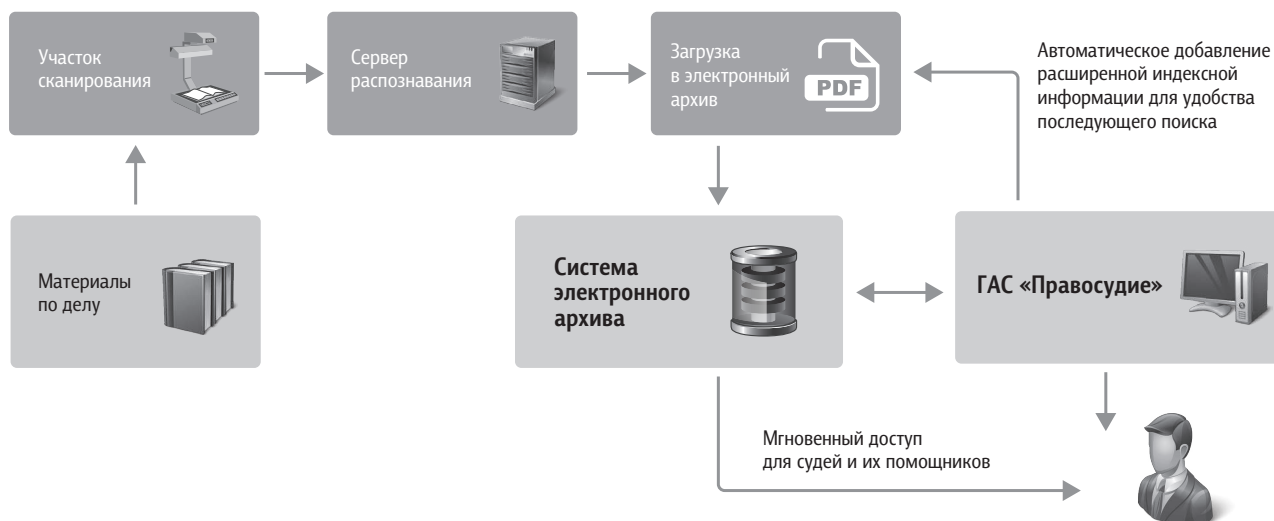 Участок
сканирования
Сервер
распознавания
Загрузка
в электронный
архив
PDF
Автоматическое добавление
расширенной индексной
информации для удобства
последующего поиска
Материалы
по делу
Система
электронного
архива
ГАС «Правосудие»
Мгновенный доступ
для судей и их помощников